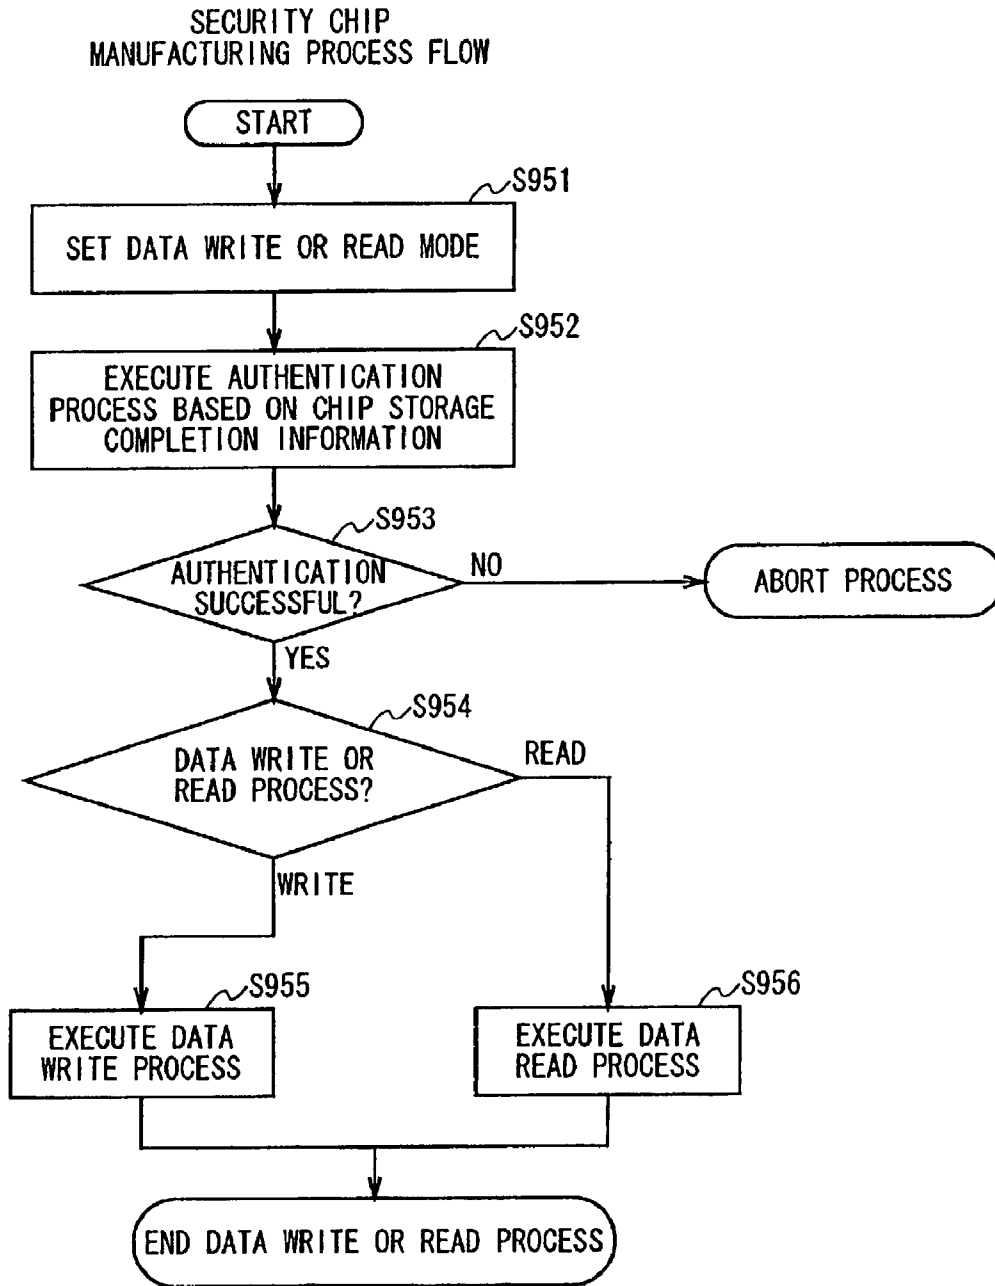 SECURITY CHIP
MANUFACTURING PROCESS FLOW
START
S951
SET DATA WRITE OR READ MODE
S952
EXECUTE AUTHENTICATION
PROCESS BASED ON CHIP STORAGE
COMPLETION INFORMATION
S953
AUTHENTICATION
SUCCESSFUL?
NO
ABORT PROCESS
YES
S954
DATA WRITE OR
READ PROCESS?
READ
WRITE
S955
EXECUTE DATA
WRITE PROCESS
S956
EXECUTE DATA
READ PROCESS
END DATA WRITE OR READ PROCESS